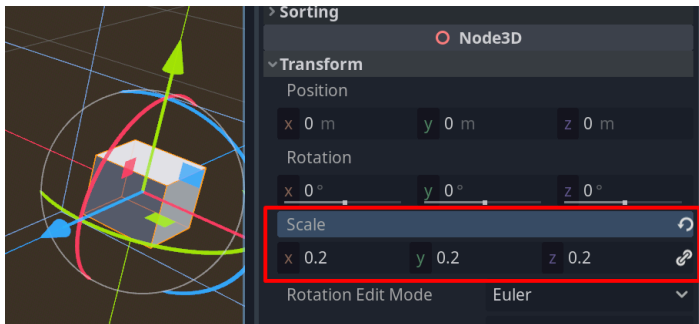 Sorting
Node3D
Transform
Position
x 0 m y 0 m z 0 m
Rotation
x 0° y 0° z 0°
Scale
x 0.2 y 0.2 z 0.2
Rotation Edit Mode Euler